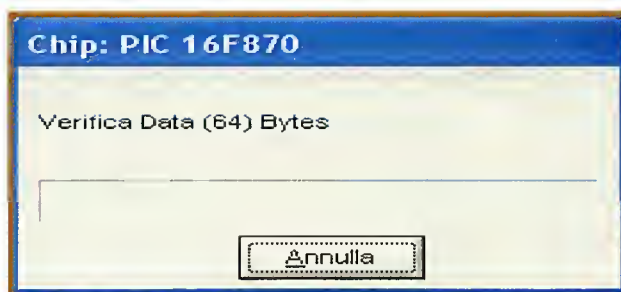 Chip: PIC 16F870
Verifica Data (64) Bytes
Annulla